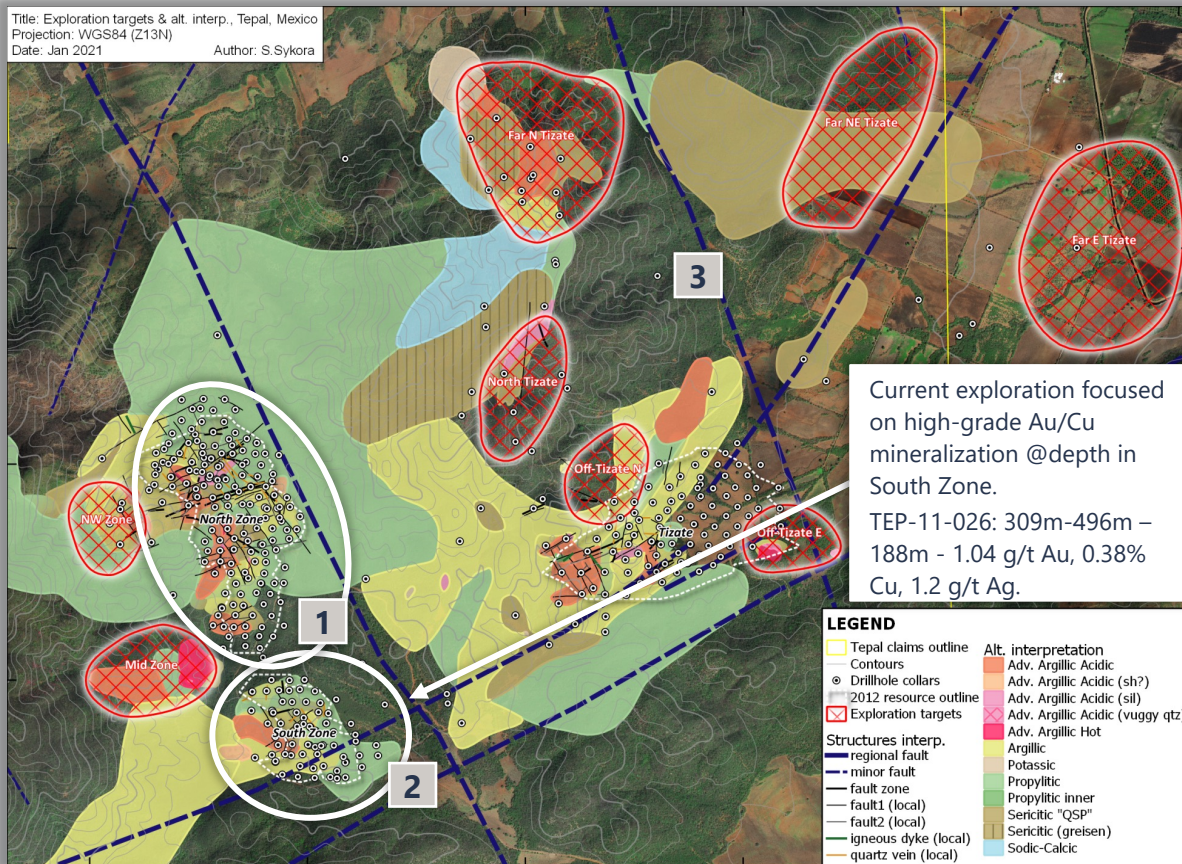 Title: Exploration targets & alt. interp., Tepal, Mexico
Projection: WGS84 (Z13N)
Date: Jan 2021 Author: S.Sykora
Far N Tizate
Far NE Tizate
Far E Tizate
3
North Tizate
Off-Tizate N
Tizate
Off-Tizate E
NW Zone
North Zone
1
Mid Zone
South Zone
2
Current exploration focused
on high-grade Au/Cu
mineralization @depth in
South Zone.
TEP-11-026: 309m-496m –
188m - 1.04 g/t Au, 0.38%
Cu, 1.2 g/t Ag.
LEGEND
Tepal claims outline
Contours
Drillhole collars
2012 resource outline
Exploration targets
Structures interp.
regional fault
minor fault
fault zone
fault1 (local)
fault2 (local)
igneous dyke (local)
quartz vein (local)
Alt. interpretation
Adv. Argillic Acidic
Adv. Argillic Acidic (sh?)
Adv. Argillic Acidic (sil)
Adv. Argillic Acidic (vuggy qtz
Adv. Argillic Hot
Argillic
Potassic
Propylitic
Propylitic inner
Sericitic "QSP"
Sericitic (greisen)
Sodic-Calcic